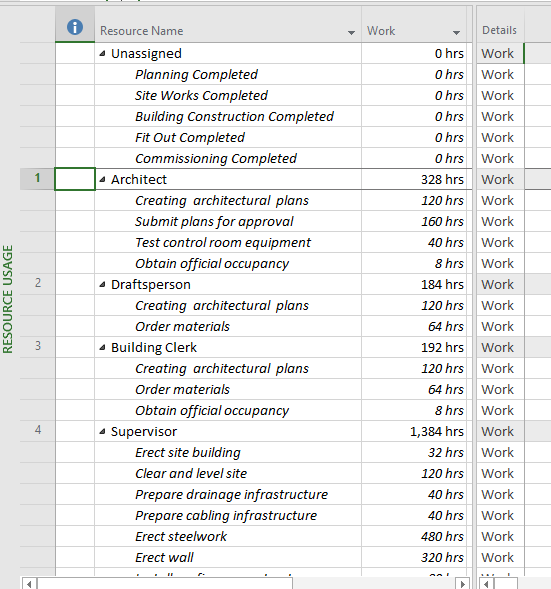 Resource Name Work Details
Unassigned 0 hrs Work
Planning Completed 0 hrs Work
Site Works Completed 0 hrs Work
Building Construction Completed 0 hrs Work
Fit Out Completed 0 hrs Work
Commissioning Completed 0 hrs Work
1 Architect 328 hrs Work
Creating architectural plans 120 hrs Work
Submit plans for approval 160 hrs Work
Test control room equipment 40 hrs Work
Obtain official occupancy 8 hrs Work
2 Draftsperson 184 hrs Work
Creating architectural plans 120 hrs Work
Order materials 64 hrs Work
3 Building Clerk 192 hrs Work
Creating architectural plans 120 hrs Work
Order materials 64 hrs Work
Obtain official occupancy 8 hrs Work
4 Supervisor 1,384 hrs Work
Erect site building 32 hrs Work
Clear and level site 120 hrs Work
Prepare drainage infrastructure 40 hrs Work
Prepare cabling infrastructure 40 hrs Work
Erect steelwork 480 hrs Work
Erect wall 320 hrs Work
RESOURCE USAGE